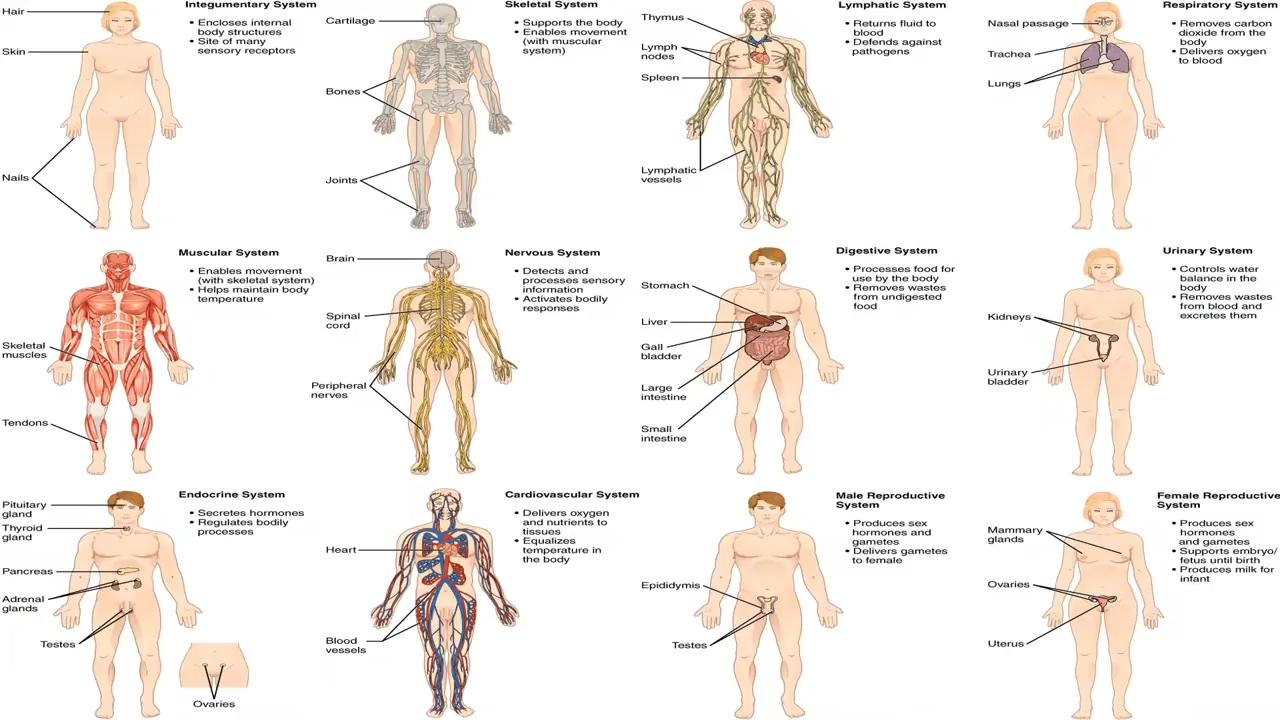 Hair
Skin
Nails
Integumentary System
• Encloses internal
body structures
• Site of many
sensory receptors
Cartilage
Bones
Joints
Skeletal System
• Supports the body
• Enables movement
(with muscular
system)
Thymus
Lymph
nodes
Spleen
Lymphatic
vessels
Lymphatic System
• Returns fluid to
blood
• Defends against
pathogens
Nasal passage
Trachea
Lungs
Respiratory System
• Removes carbon
dioxide from the
body
• Delivers oxygen
to blood
Skeletal
muscles
Tendons
Muscular System
• Enables movement
(with skeletal system)
• Helps maintain body
temperature
Brain
Spinal
cord
Peripheral
nerves
Nervous System
• Detects and
processes sensory
information
• Activates bodily
responses
Stomach
Liver
Gall
bladder
Large
intestine
Small
intestine
Digestive System
• Processes food for
use by the body
• Removes wastes
from undigested
food
Kidneys
Urinary
bladder
Urinary System
• Controls water
balance in the
body
• Removes wastes
from blood and
excretes them
Pituitary
gland
Thyroid
gland
Pancreas
Adrenal
glands
Testes
Ovaries
Endocrine System
• Secretes hormones
• Regulates bodily
processes
Heart
Blood
vessels
Cardiovascular System
• Delivers oxygen
and nutrients to
tissues
• Equalizes
temperature in
the body
Epididymis
Testes
Male Reproductive
System
• Produces sex
hormones and
gametes
• Delivers gametes
to female
Mammary
glands
Ovaries
Uterus
Female Reproductive
System
• Produces sex
hormones
and gametes
• Supports embryo/
fetus until birth
• Produces milk for
infant